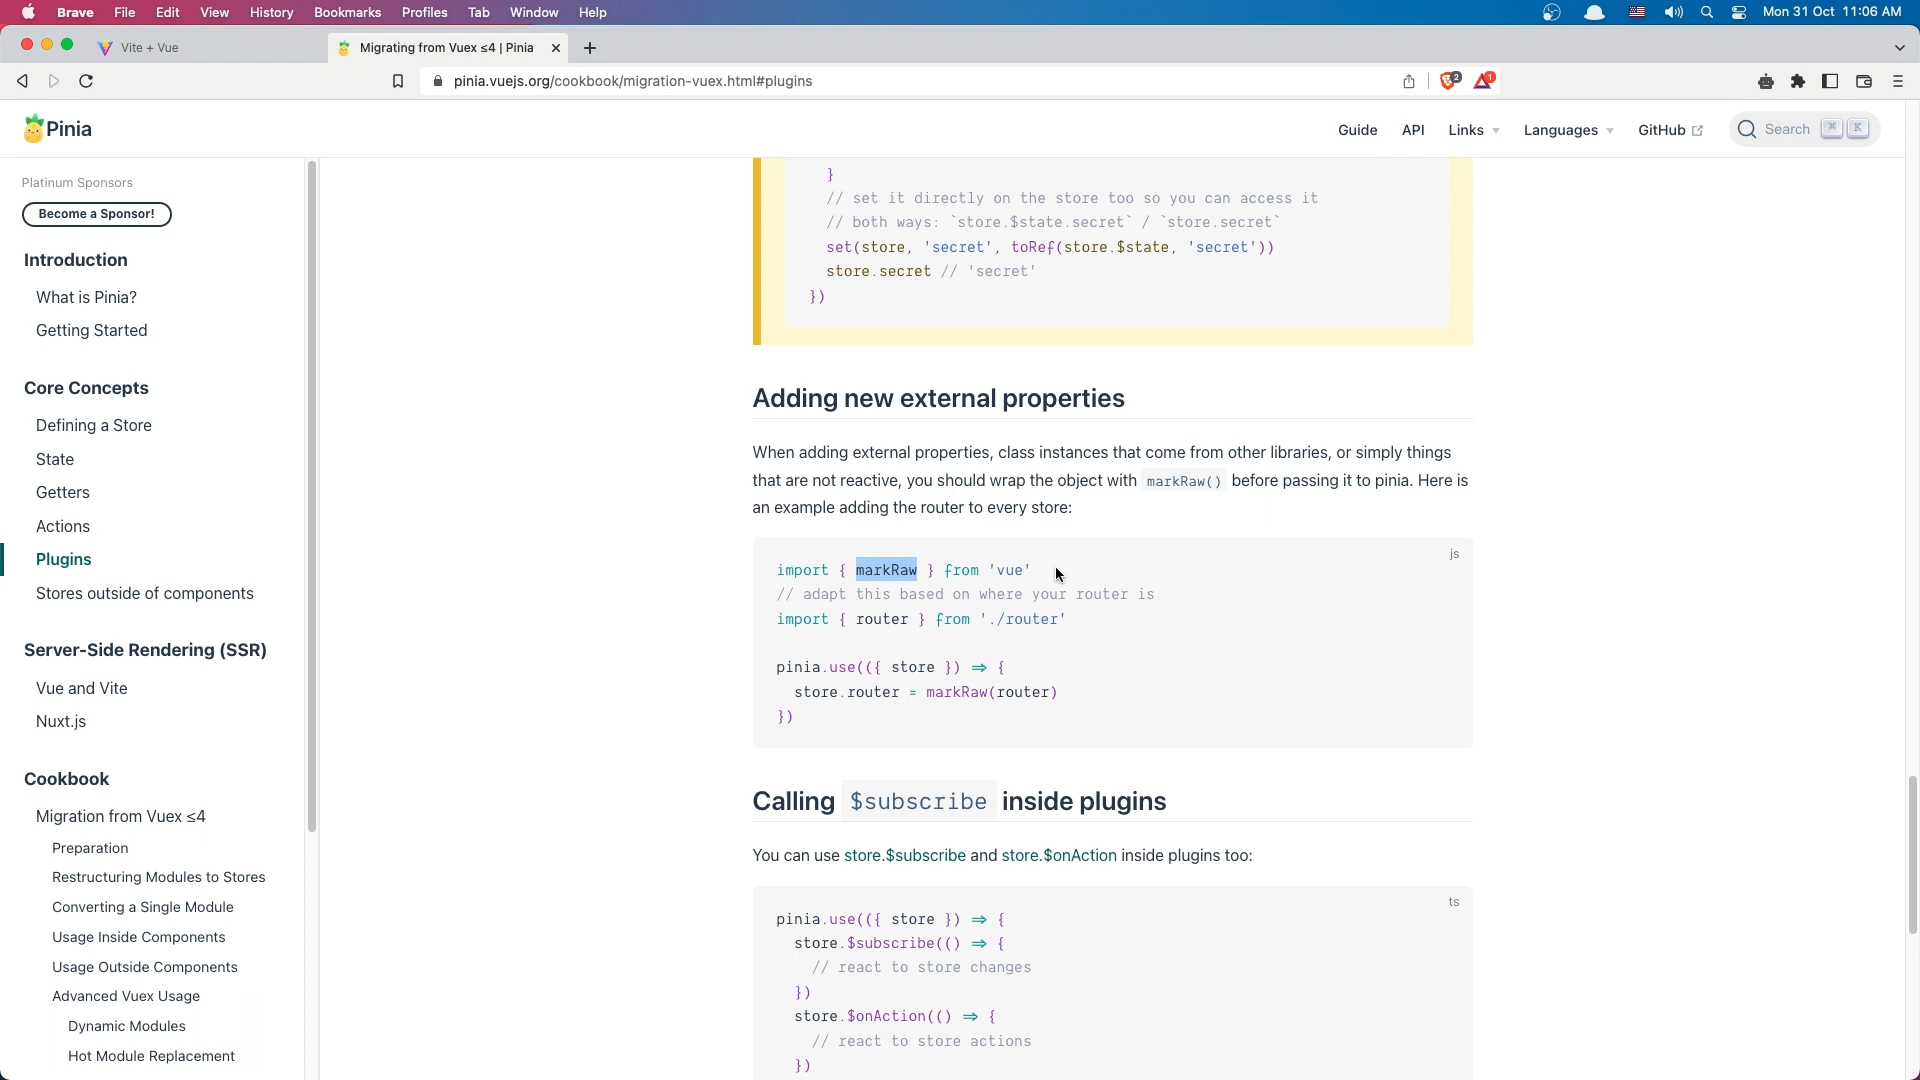 Brave File Edit View History Bookmarks Profiles Tab Window Help
Mon 31 Oct 11:06 AM
Vite + Vue
Migrating from Vuex ≤4 | Pinia
pinia.vuejs.org/cookbook/migration-vuex.html#plugins
2
1
Pinia
Guide API Links Languages GitHub
Search ⌘ K
Platinum Sponsors
Become a Sponsor!
Introduction
What is Pinia?
Getting Started
Core Concepts
Defining a Store
State
Getters
Actions
Plugins
Stores outside of components
Server-Side Rendering (SSR)
Vue and Vite
Nuxt.js
Cookbook
Migration from Vuex ≤4
Preparation
Restructuring Modules to Stores
Converting a Single Module
Usage Inside Components
Usage Outside Components
Advanced Vuex Usage
Dynamic Modules
Hot Module Replacement
}
// set it directly on the store too so you can access it
// both ways: `store.$state.secret` / `store.secret`
set(store, 'secret', toRef(store.$state, 'secret'))
store.secret // 'secret'
})
Adding new external properties
When adding external properties, class instances that come from other libraries, or simply things
that are not reactive, you should wrap the object with markRaw() before passing it to pinia. Here is
an example adding the router to every store:
js
import { markRaw } from 'vue'
// adapt this based on where your router is
import { router } from './router'
pinia.use(({ store }) => {
store.router = markRaw(router)
})
Calling $subscribe inside plugins
You can use store.$subscribe and store.$onAction inside plugins too:
ts
pinia.use(({ store }) => {
store.$subscribe(() => {
// react to store changes
})
store.$onAction(() => {
// react to store actions
})